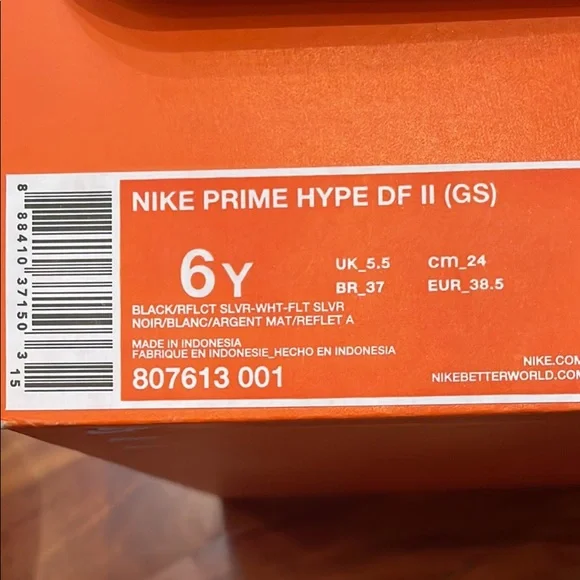 NIKE PRIME HYPE DF II (GS)
6Y
UK_5.5 cm_24
BR_37 EUR_38.5
BLACK/RFLCT SLVR-WHT-FLT SLVR
NOIR/BLANC/ARGENT MAT/REFLET A
MADE IN INDONESIA
FABRIQUE EN INDONESIE_HECHO EN INDONESIA
807613 001
NIKE.COM
NIKEBETTERWORLD.COM
8 88410 37150 3 15